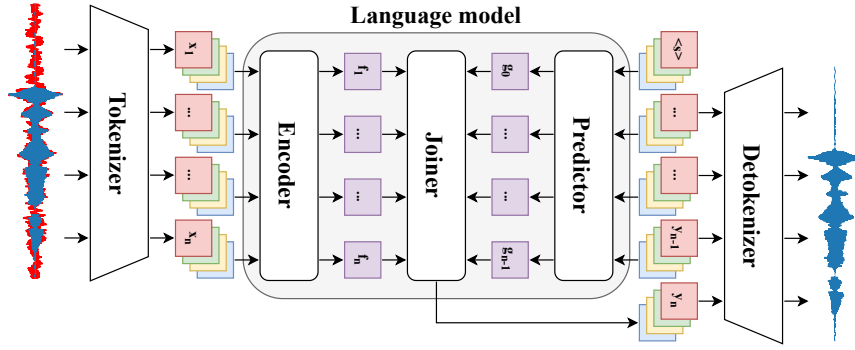 Language model
Tokenizer
x1
...
...
xn
Encoder
f1
...
...
fn
Joiner
g0
...
...
gn-1
Predictor
<s>
...
...
yn-1
yn
Detokenizer